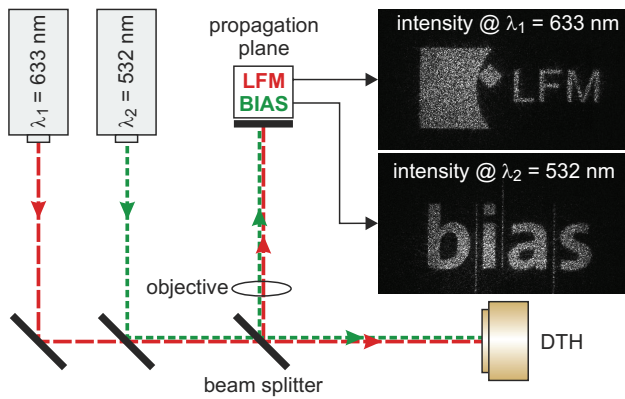 λ₁ = 633 nm
λ₂ = 532 nm
propagation
plane
LFM
BIAS
intensity @ λ₁ = 633 nm
LFM
intensity @ λ₂ = 532 nm
bias
objective
beam splitter
DTH